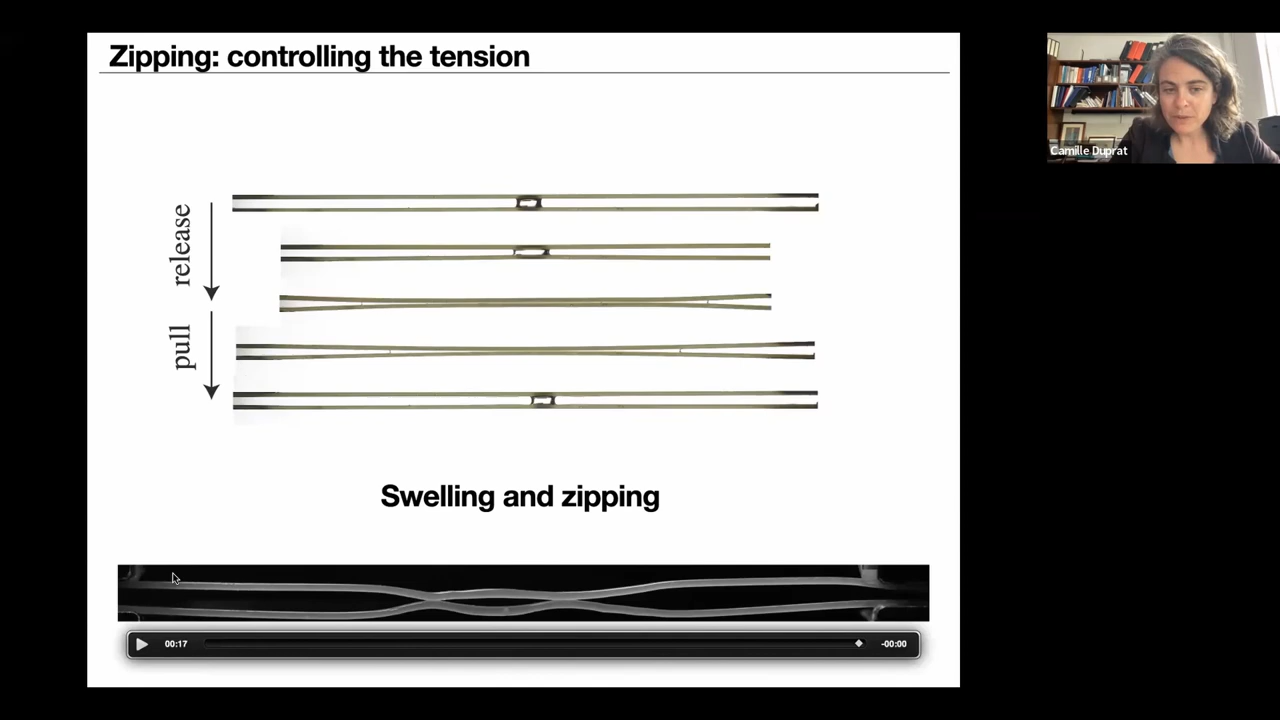 Zipping: controlling the tension
Camille Duprat
release
pull
Swelling and zipping
00:17
-00:00